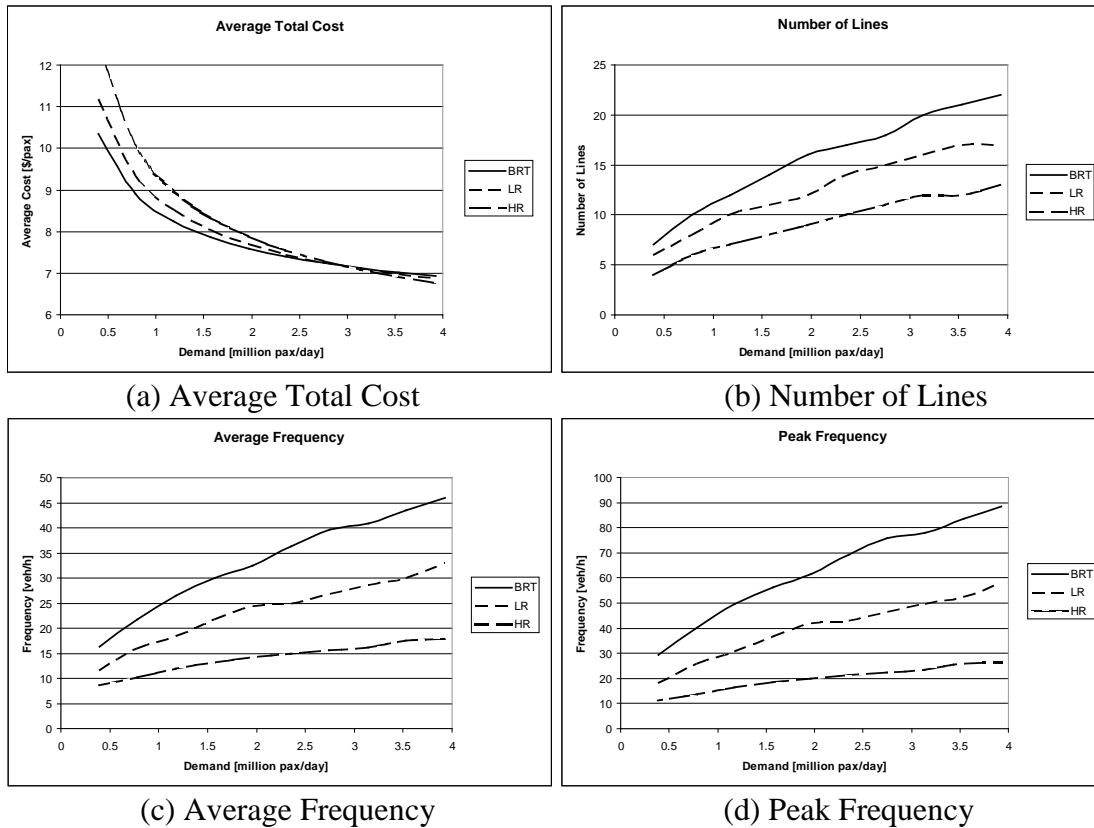 Average Total Cost
12
11
10
9
8
7
6
Average Cost [$/pax]
0 0.5 1 1.5 2 2.5 3 3.5 4
Demand [million pax/day]
BRT
LR
HR
(a) Average Total Cost
Number of Lines
25
20
15
10
5
0
Number of Lines
0 0.5 1 1.5 2 2.5 3 3.5 4
Demand [million pax/day]
BRT
LR
HR
(b) Number of Lines
Average Frequency
50
45
40
35
30
25
20
15
10
5
0
Frequency [veh/h]
0 0.5 1 1.5 2 2.5 3 3.5 4
Demand [million pax/day]
BRT
LR
HR
(c) Average Frequency
Peak Frequency
100
90
80
70
60
50
40
30
20
10
0
Frequency [veh/h]
0 0.5 1 1.5 2 2.5 3 3.5 4
Demand [million pax/day]
BRT
LR
HR
(d) Peak Frequency